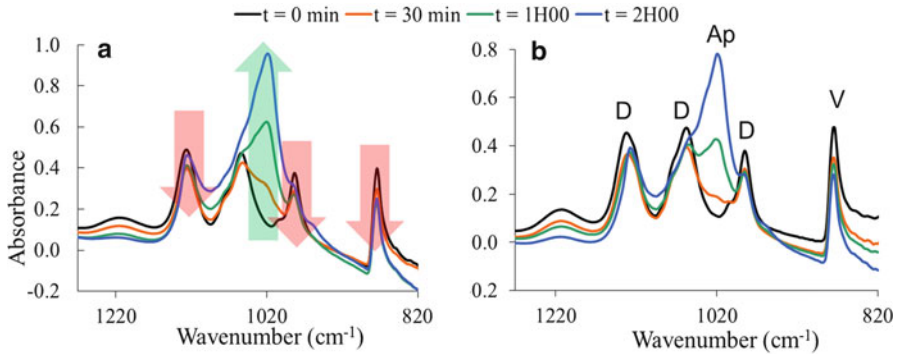 t = 0 min t = 30 min t = 1H00 t = 2H00
a
1.0
0.8
0.6
0.4
0.2
0.0
-0.2
Absorbance
1220 1020 820
Wavenumber (cm-1)
b
Ap
D D D V
0.8
0.6
0.4
0.2
0.0
0.2
1220 1020 820
Wavenumber (cm-1)